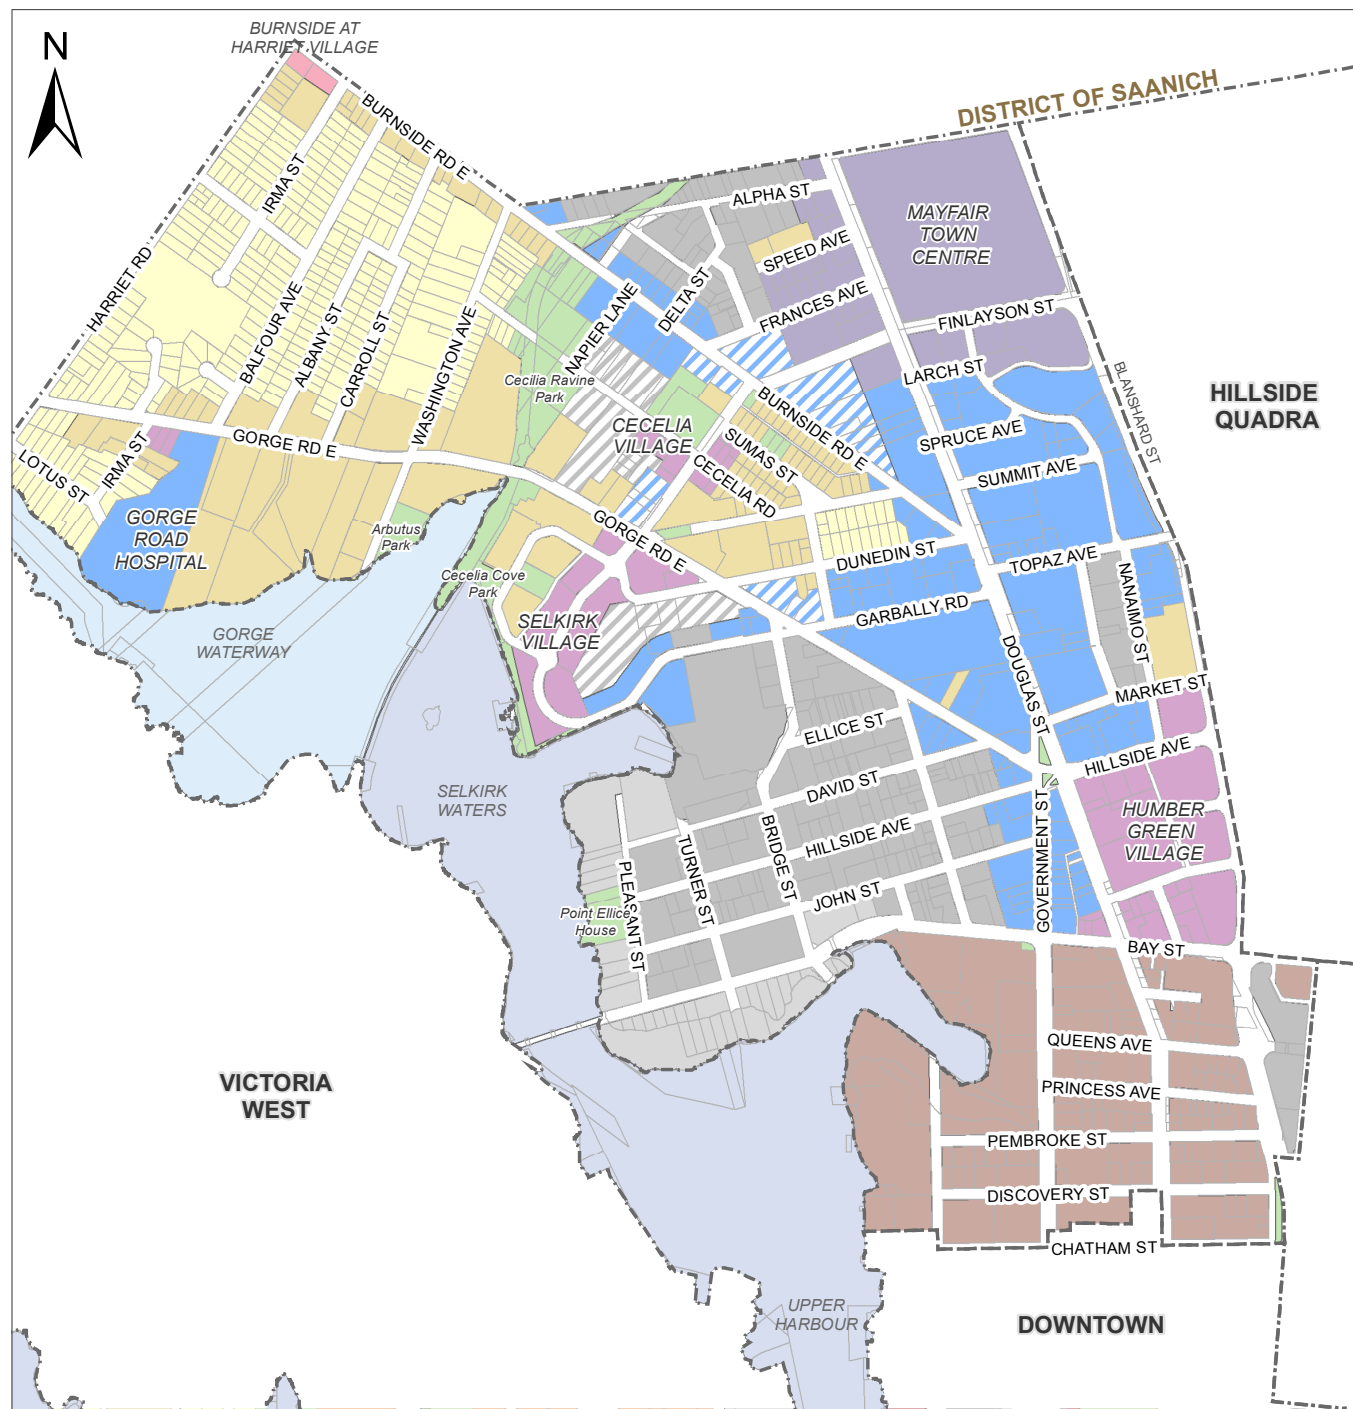 BURNSIDE AT
HARRIET VILLAGE
N
DISTRICT OF SAANICH
BURNSIDE RD E
IRMA ST
ALPHA ST
MAYFAIR
TOWN
CENTRE
SPEED AVE
HARRIET RD
DELTA ST
FRANCES AVE
FINLAYSON ST
BALFOUR AVE
ALBANY ST
CARROLL ST
WASHINGTON AVE
NAPIER LANE
Cecilia Ravine
Park
LARCH ST
BLANSHARD ST
HILLSIDE
QUADRA
CECELIA
VILLAGE
BURNSIDE RD E
SPRUCE AVE
GORGE RD E
SUMAS ST
CECELIA RD
SUMMIT AVE
LOTUS ST
IRMA ST
GORGE
ROAD
HOSPITAL
Arbutus
Park
GORGE RD E
DUNEDIN ST
TOPAZ AVE
NANAIMO ST
Cecelia Cove
Park
GARBALLY RD
SELKIRK
VILLAGE
GORGE
WATERWAY
DOUGLAS ST
MARKET ST
ELLICE ST
HILLSIDE AVE
DAVID ST
SELKIRK
WATERS
HUMBER
GREEN
VILLAGE
HILLSIDE AVE
BRIDGE ST
TURNER ST
PLEASANT ST
GOVERNMENT ST
JOHN ST
Point Ellice
House
BAY ST
QUEENS AVE
VICTORIA
WEST
PRINCESS AVE
PEMBROKE ST
DISCOVERY ST
CHATHAM ST
UPPER
HARBOUR
DOWNTOWN